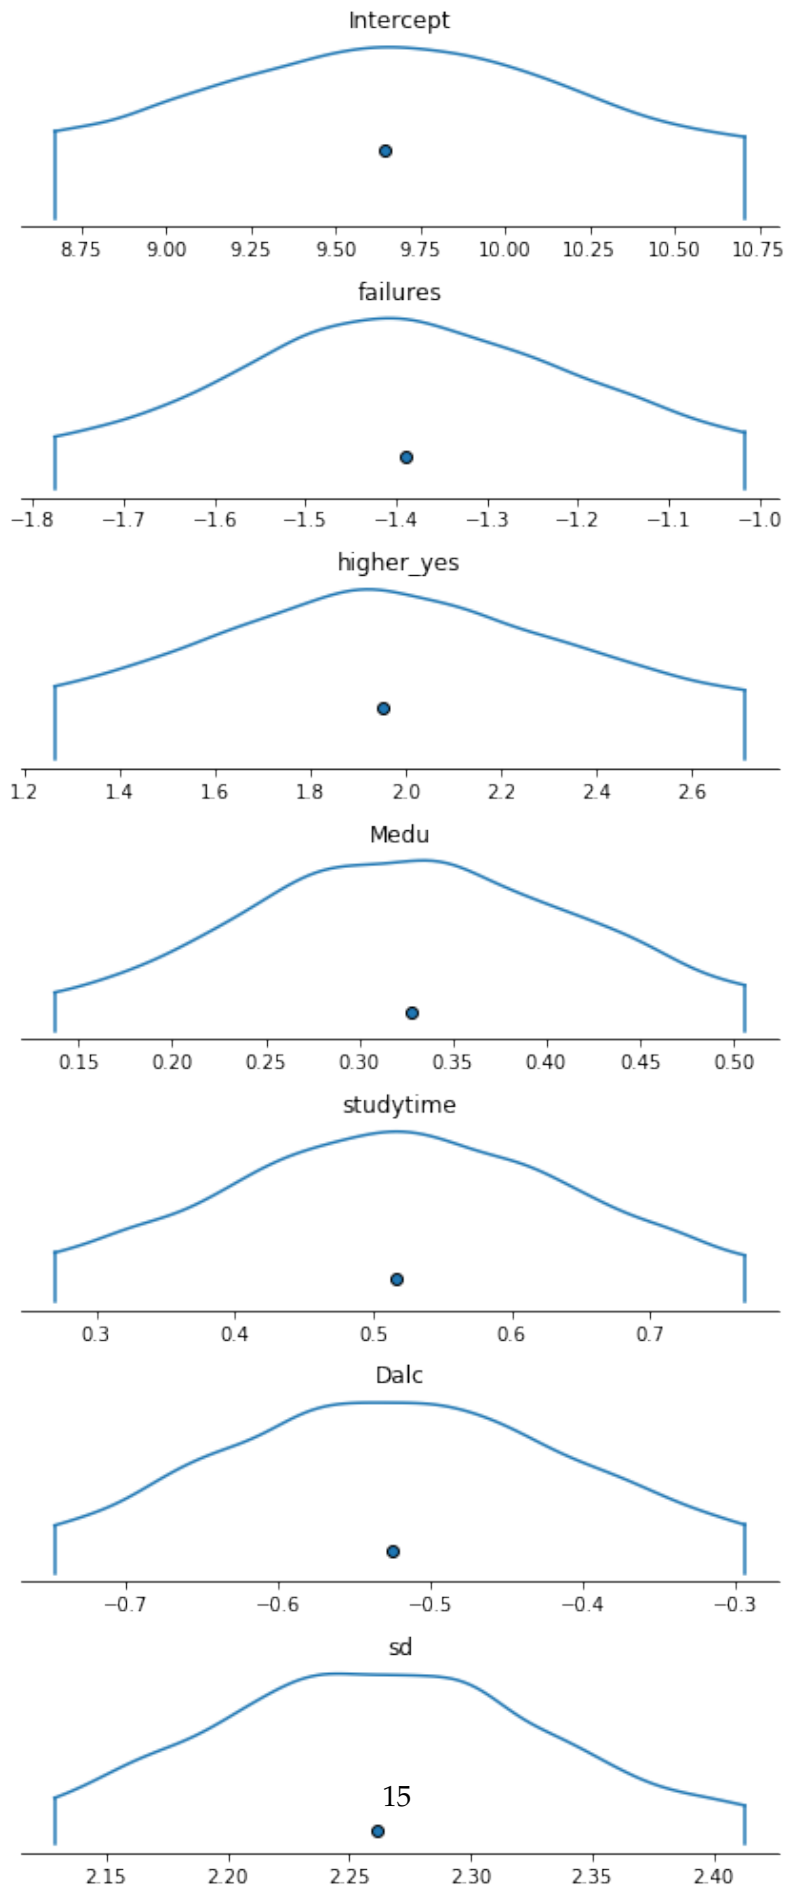 Intercept
8.75 9.00 9.25 9.50 9.75 10.00 10.25 10.50 10.75
failures
−1.8 −1.7 −1.6 −1.5 −1.4 −1.3 −1.2 −1.1 −1.0
higher_yes
1.2 1.4 1.6 1.8 2.0 2.2 2.4 2.6
Medu
0.15 0.20 0.25 0.30 0.35 0.40 0.45 0.50
studytime
0.3 0.4 0.5 0.6 0.7
Dalc
−0.7 −0.6 −0.5 −0.4 −0.3
sd
15
2.15 2.20 2.25 2.30 2.35 2.40